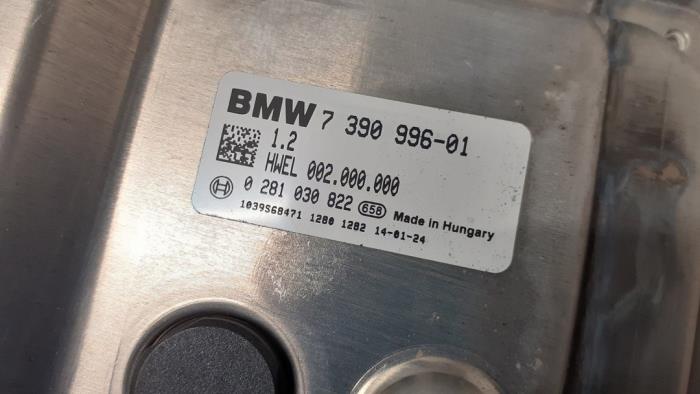 BMW 7 390 996-01
1.2
HWEL 002.000.000
0 281 030 822 658 Made in Hungary
1039S68471 1280 1282 14-01-24